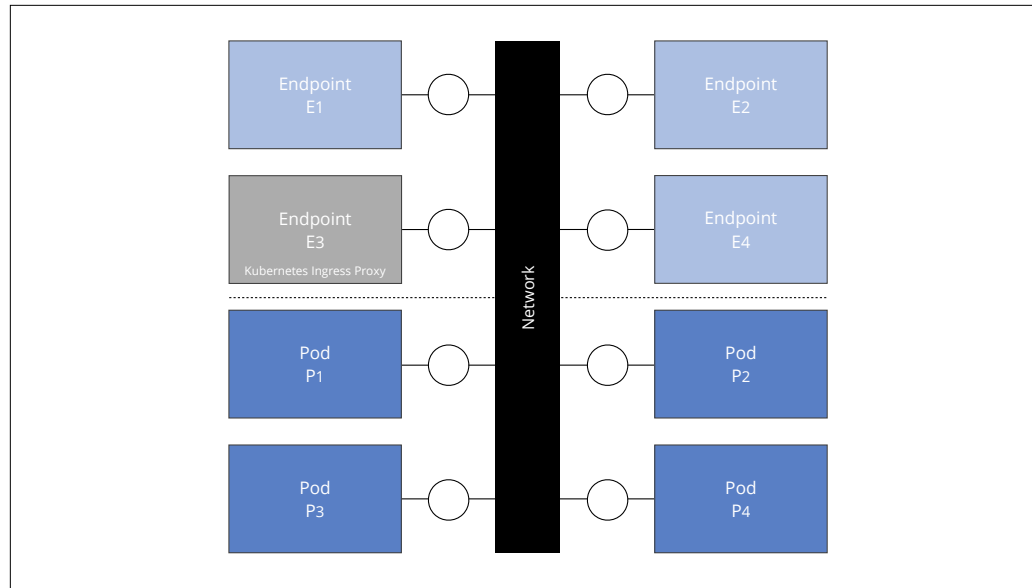 Endpoint
E1
Endpoint
E2
Endpoint
E3
Kubernetes Ingress Proxy
Endpoint
E4
Network
Pod
P1
Pod
P2
Pod
P3
Pod
P4